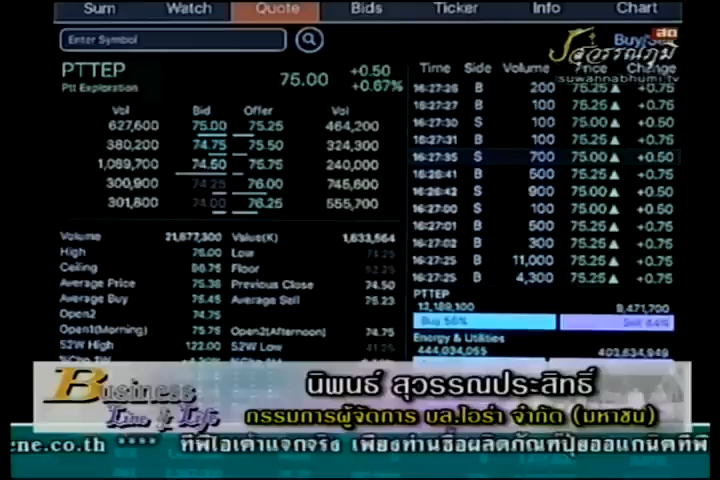 Sum Watch Quote Bids Ticker Info Chart
Enter Symbol
Buy/
สด
สุวรรณภูมิ
suwannabhumi.tv
PTTEP 75.00 +0.50
Ptt Exploration +0.67%
Vol Bid Offer Vol
627,600 75.00 75.25 464,200
380,200 74.75 75.50 324,300
1,089,700 74.50 75.75 240,000
300,900 74.25 76.00 745,600
301,800 74.00 76.25 555,700
Volume 21,677,300 Value(K) 1,633,564
High 76.00 Low 74.25
Ceiling Floor
Average Price 75.36 Previous Close 74.50
Average Buy 75.45 Average Sell 75.23
Open2 74.75
Open1(Morning) 75.75 Open2(Afternoon) 74.75
52W High 122.00 52W Low
Time Side Volume Price Change
16:27:26 B 200 75.25▲ +0.75
16:27:27 B 100 75.25▲ +0.75
16:27:30 S 100 75.00▲ +0.50
16:27:31 B 100 75.25▲ +0.75
16:27:35 S 700 75.00▲ +0.50
16:26:41 B 500 75.25▲ +0.75
16:26:42 S 900 75.00▲ +0.50
16:27:00 S 100 75.00▲ +0.50
16:27:01 B 500 75.25▲ +0.75
16:27:02 B 300 75.25▲ +0.75
16:27:25 B 11,000 75.25▲ +0.75
16:27:25 B 4,300 75.25▲ +0.75
PTTEP
12,189,100 9,471,700
Buy 56% Sell 44%
Energy & Utilities
444,034,055 403,634,949
Business
Line & Life
นิพนธ์ สุวรรณประสิทธิ์
กรรมการผู้จัดการ บล.ไอร่า จำกัด (มหาชน)
ene.co.th **** ทีพีไอเต้าแจกจริง เพียงท่านซื้อผลิตภัณฑ์ปุ๋ยออแกนิคทีพี